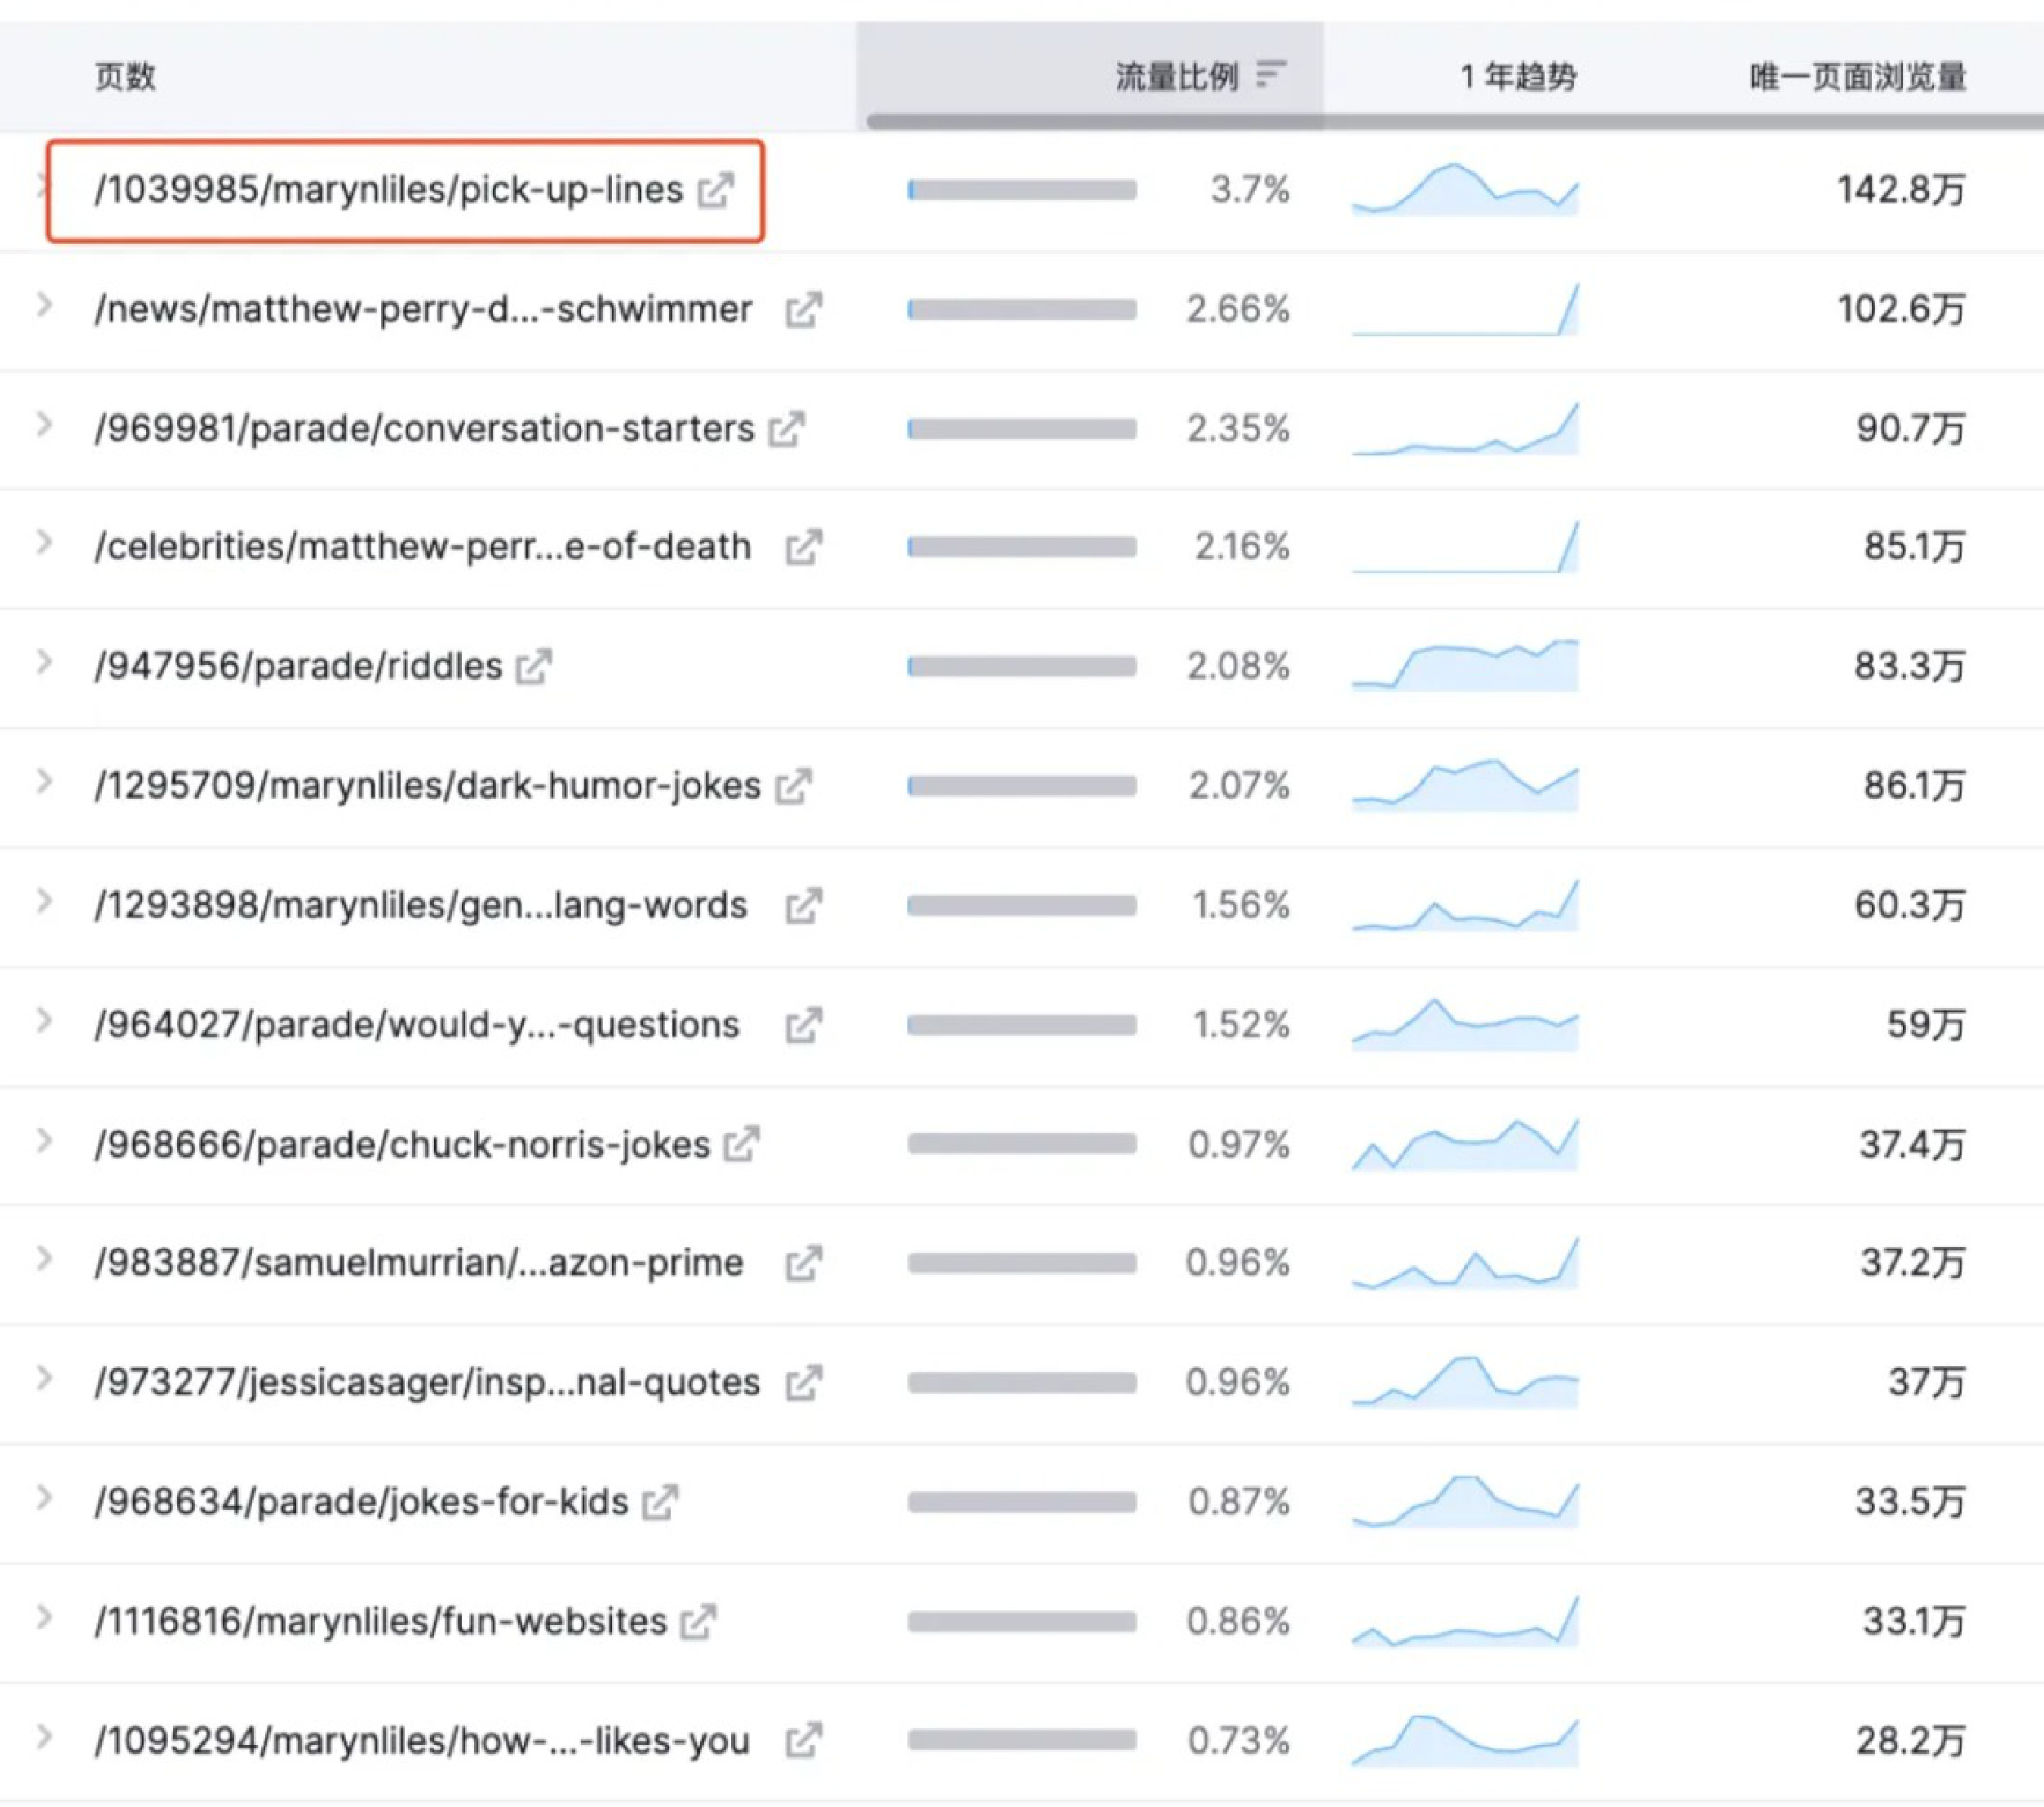 页数 流量比例 1 年趋势 唯一页面浏览量
/1039985/marynliles/pick-up-lines 3.7% 142.8万
/news/matthew-perry-d...-schwimmer 2.66% 102.6万
/969981/parade/conversation-starters 2.35% 90.7万
/celebrities/matthew-perr...e-of-death 2.16% 85.1万
/947956/parade/riddles 2.08% 83.3万
/1295709/marynliles/dark-humor-jokes 2.07% 86.1万
/1293898/marynliles/gen...lang-words 1.56% 60.3万
/964027/parade/would-y...-questions 1.52% 59万
/968666/parade/chuck-norris-jokes 0.97% 37.4万
/983887/samuelmurrian/...azon-prime 0.96% 37.2万
/973277/jessicasager/insp...nal-quotes 0.96% 37万
/968634/parade/jokes-for-kids 0.87% 33.5万
/1116816/marynliles/fun-websites 0.86% 33.1万
/1095294/marynliles/how-...-likes-you 0.73% 28.2万